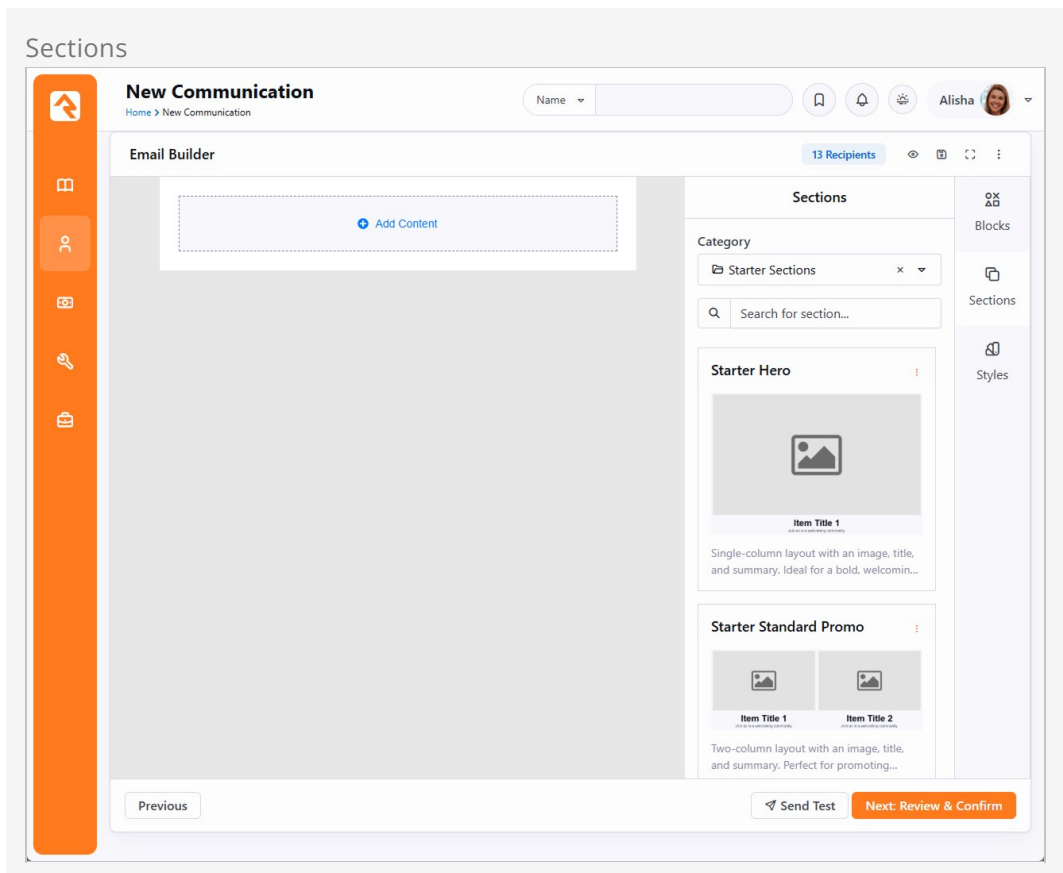 Sections
New Communication
Home > New Communication
Name
Alisha
Email Builder
13 Recipients
Add Content
Sections
Category
Starter Sections
Search for section...
Starter Hero
Item Title 1
Single-column layout with an image, title,
and summary. Ideal for a bold, welcomin...
Starter Standard Promo
Item Title 1
Item Title 2
Two-column layout with an image, title,
and summary. Perfect for promoting...
Blocks
Sections
Styles
Previous
Send Test
Next: Review & Confirm